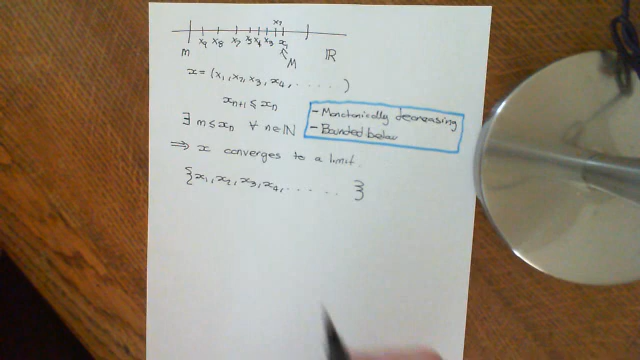 x₂
x₉ x₈ x₇ x₅ x₄ x₃ x₁
m M ℝ
x = (x₁, x₂, x₃, x₄, . . . . . )
xₙ₊₁ ≤ xₙ
∃ m ≤ xₙ ∀ n ∈ ℕ
- Monotonically decreasing
- Bounded below
⇒ x converges to a limit.
{x₁, x₂, x₃, x₄, . . . . . . }